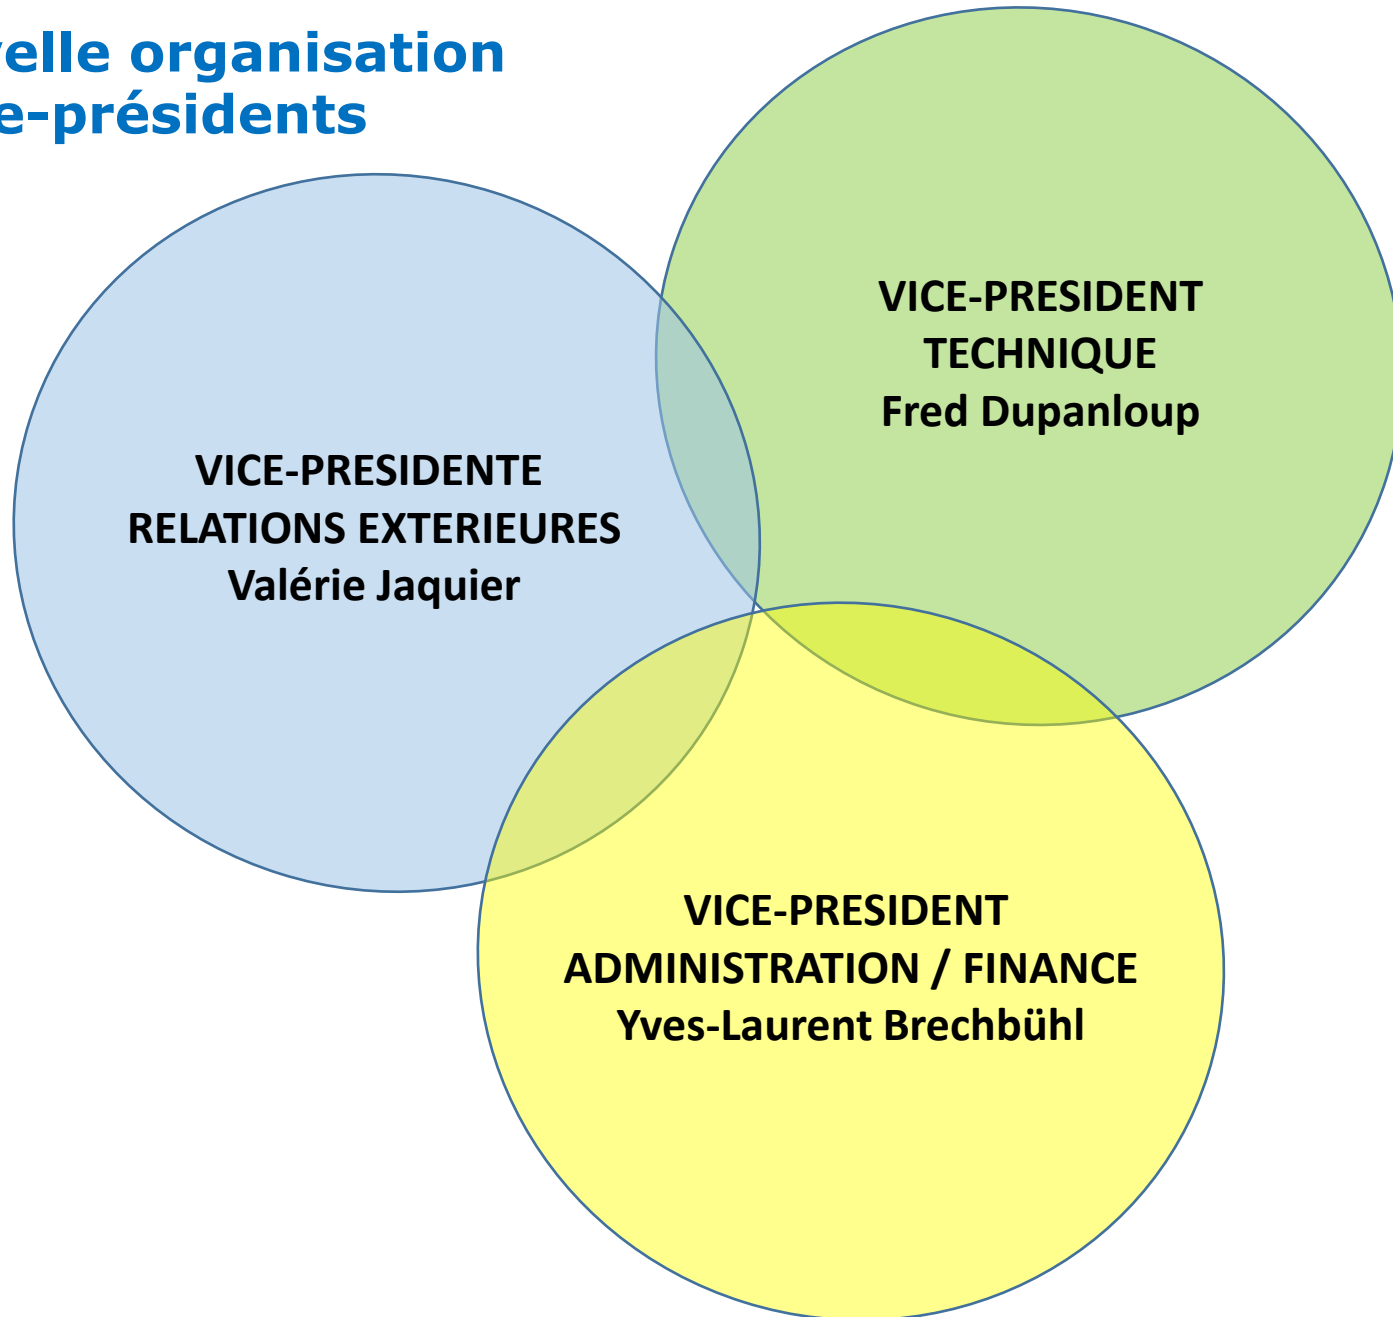 velle organisation
e-présidents
VICE-PRESIDENT
TECHNIQUE
Fred Dupanloup
VICE-PRESIDENTE
RELATIONS EXTERIEURES
Valérie Jaquier
VICE-PRESIDENT
ADMINISTRATION / FINANCE
Yves-Laurent Brechbühl